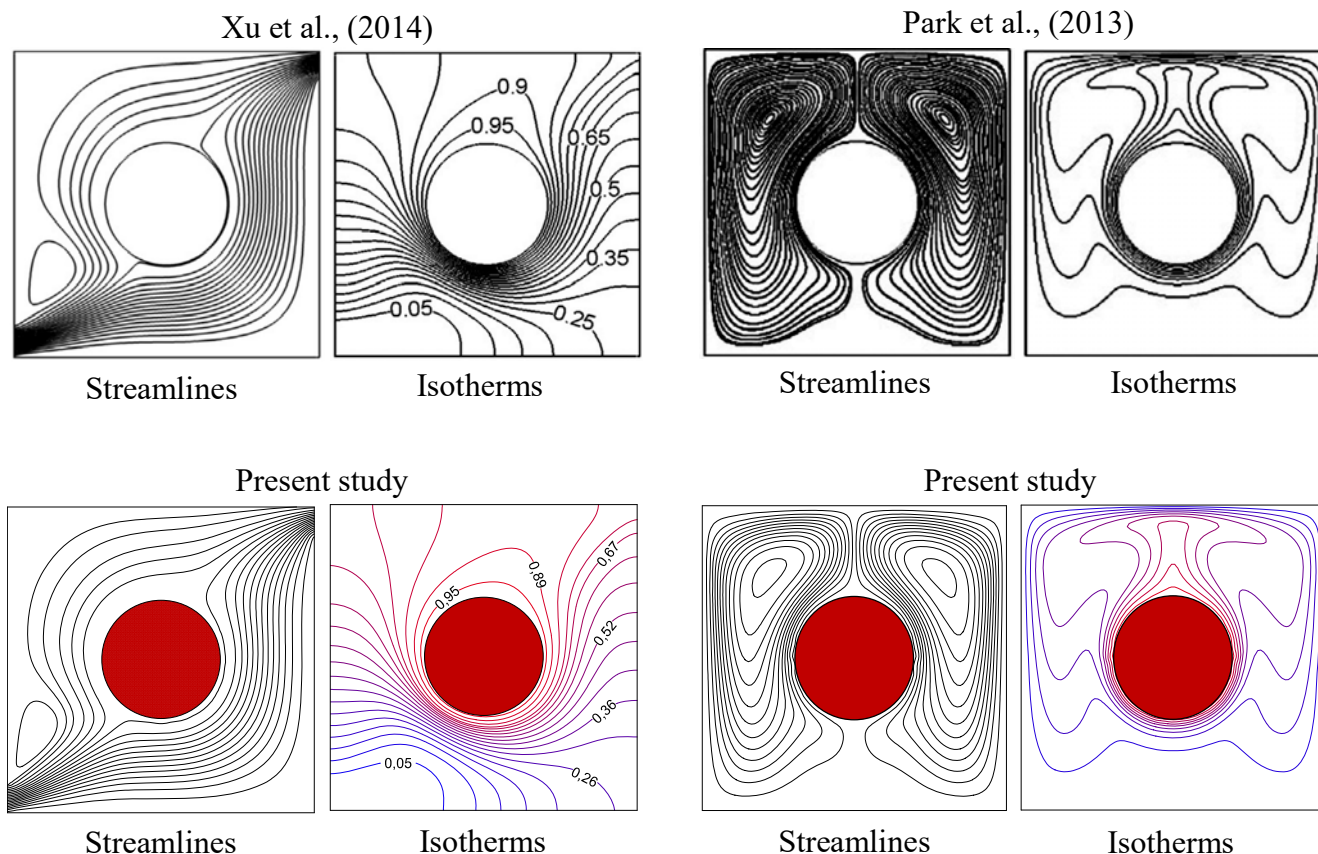 Xu et al., (2014)
Park et al., (2013)
0.9
0.95
0.65
0.5
0.35
0.25
0.05
Streamlines
Isotherms
Streamlines
Isotherms
Present study
Present study
0,95
0,89
0,67
0,52
0,36
0,26
0,05
Streamlines
Isotherms
Streamlines
Isotherms